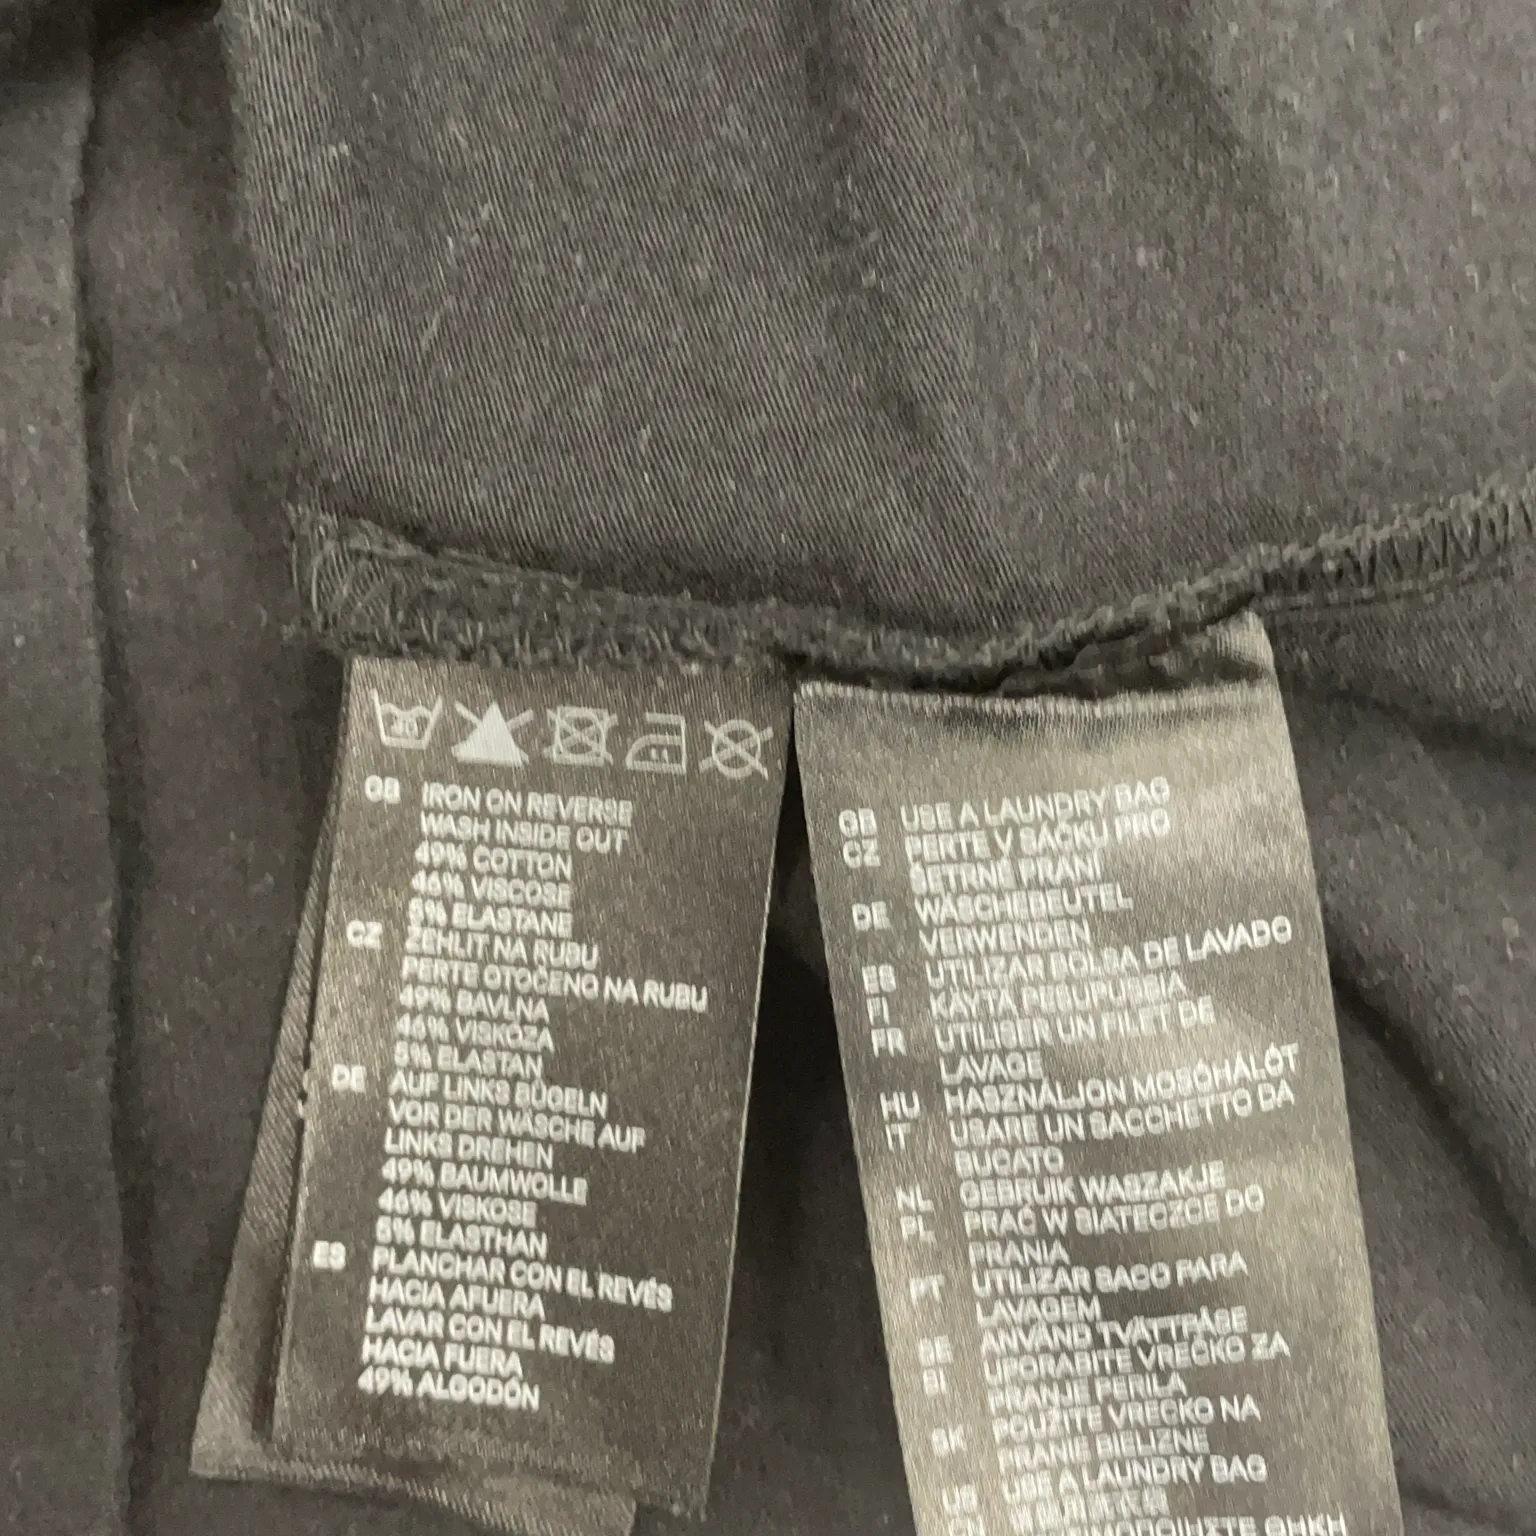 GB IRON ON REVERSE
WASH INSIDE OUT
49% COTTON
46% VISCOSE
5% ELASTANE
CZ ŽEHLIT NA RUBU
PERTE OTOČENO NA RUBU
49% BAVLNA
46% VISKÓZA
5% ELASTAN
DE AUF LINKS BÜGELN
VOR DER WÄSCHE AUF
LINKS DREHEN
49% BAUMWOLLE
46% VISKOSE
5% ELASTHAN
ES PLANCHAR CON EL REVÉS
HACIA AFUERA
LAVAR CON EL REVÉS
HACIA FUERA
49% ALGODÓN
GB USE A LAUNDRY BAG
CZ PERTE V SÁČKU PRO
ŠETRNÉ PRANÍ
DE WÄSCHEBEUTEL
VERWENDEN
ES UTILIZAR BOLSA DE LAVADO
FI KÄYTÄ PESUPUSSIA
FR UTILISER UN FILET DE
LAVAGE
HU HASZNÁLJON MOSÓHÁLÓT
IT USARE UN SACCHETTO DA
BUCATO
NL GEBRUIK WASZAKJE
PL PRAĆ W SIATECZCE DO
PRANIA
PT UTILIZAR SACO PARA
LAVAGEM
SE ANVÄND TVÄTTPÅSE
SI UPORABITE VREČKO ZA
PRANJE PERILA
SK POUŽITE VRECKO NA
PRANIE BIELIZNE
US USE A LAUNDRY BAG
CN